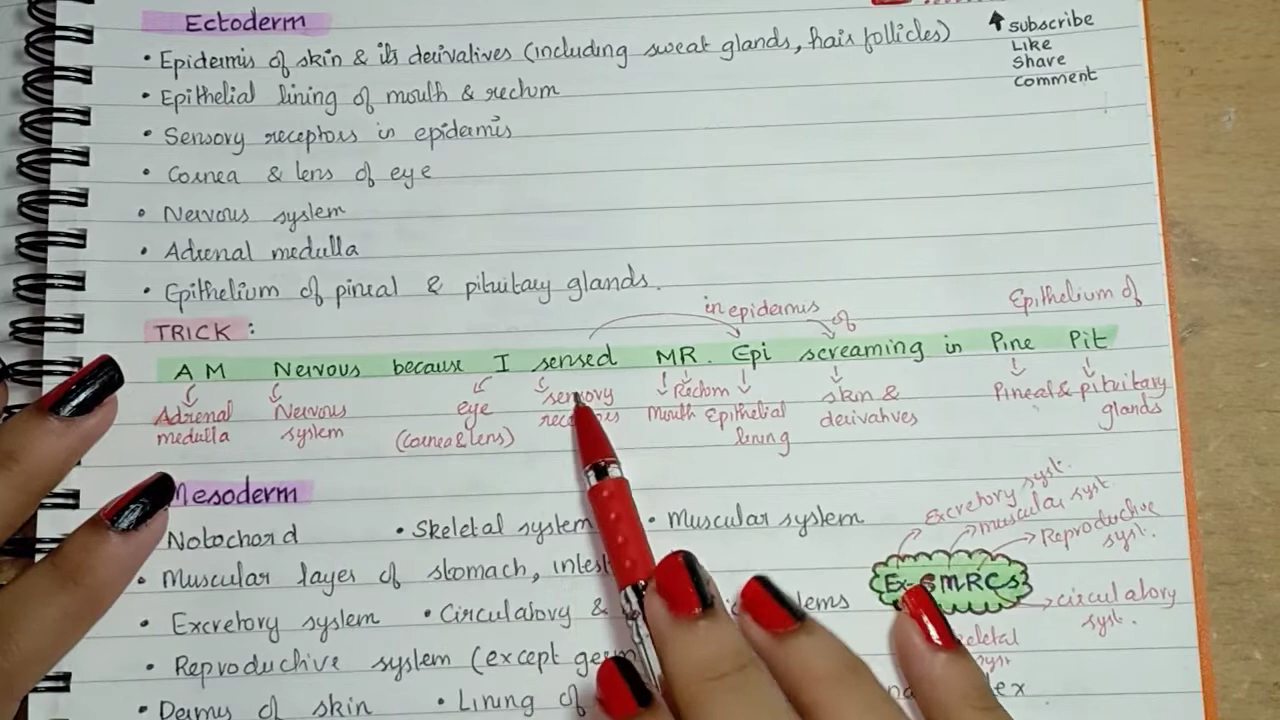 Ectoderm
• Epidermis of skin & its derivatives (including sweat glands, hair follicles)
• Epithelial lining of mouth & rectum
• Sensory receptors in epidermis
• Cornea & lens of eye
• Nervous system
• Adrenal medulla
• Epithelium of pineal & pituitary glands.
subscribe
Like
Share
comment
TRICK :
in epidermis
of
Epithelium of
AM Nervous because I sensed MR. Epi screaming in Pine Pit
Adrenal medulla
Nervous system
eye (cornea & lens)
sensory
Mouth
Rectum
Epithelial lining
skin & derivatives
Pineal & pituitary glands
Mesoderm
Notochord • Skeletal system • Muscular system
• Muscular layers of stomach,
• Excretory system • Circulatory &
• Reproductive system (except
• Dermis of skin • Lining of
Excretory syst.
muscular syst
Reproductive syst.
circulatory syst.